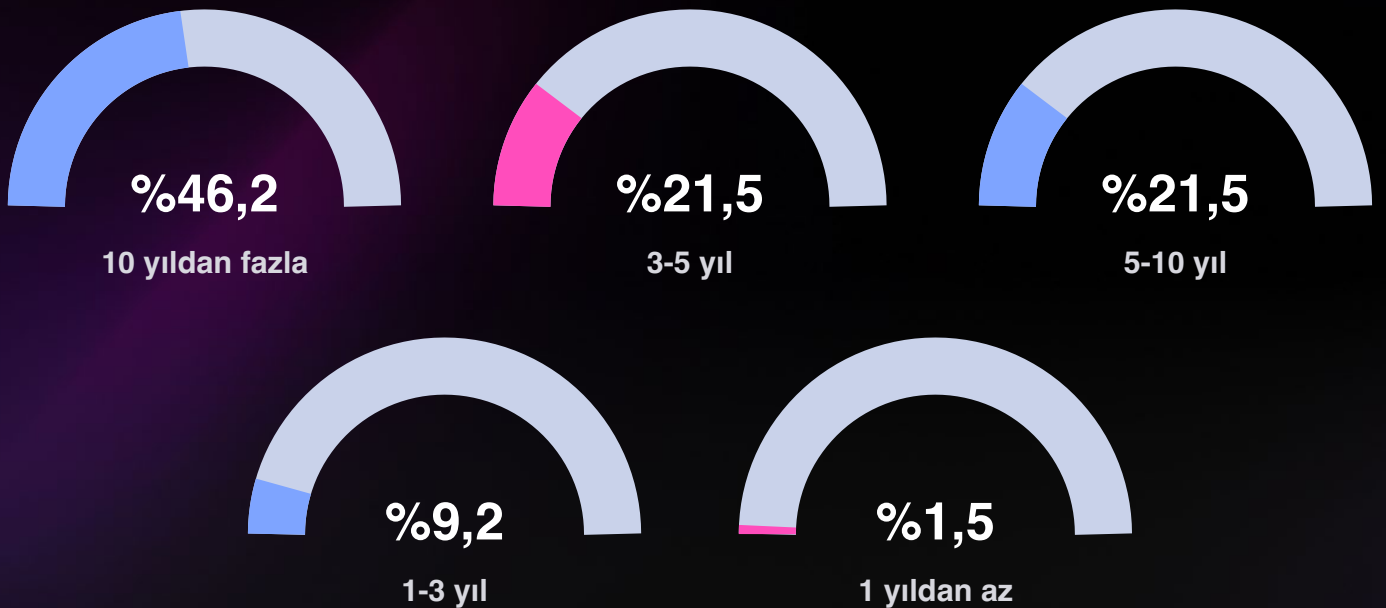 %46,2
10 yıldan fazla
%21,5
3-5 yıl
%21,5
5-10 yıl
%9,2
1-3 yıl
%1,5
1 yıldan az